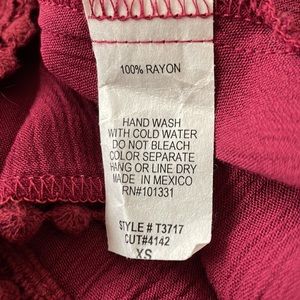 100% RAYON
HAND WASH
WITH COLD WATER
DO NOT BLEACH
COLOR SEPARATE
HANG OR LINE DRY
MADE IN MEXICO
RN#101331
STYLE # T3717
CUT#4142
XS